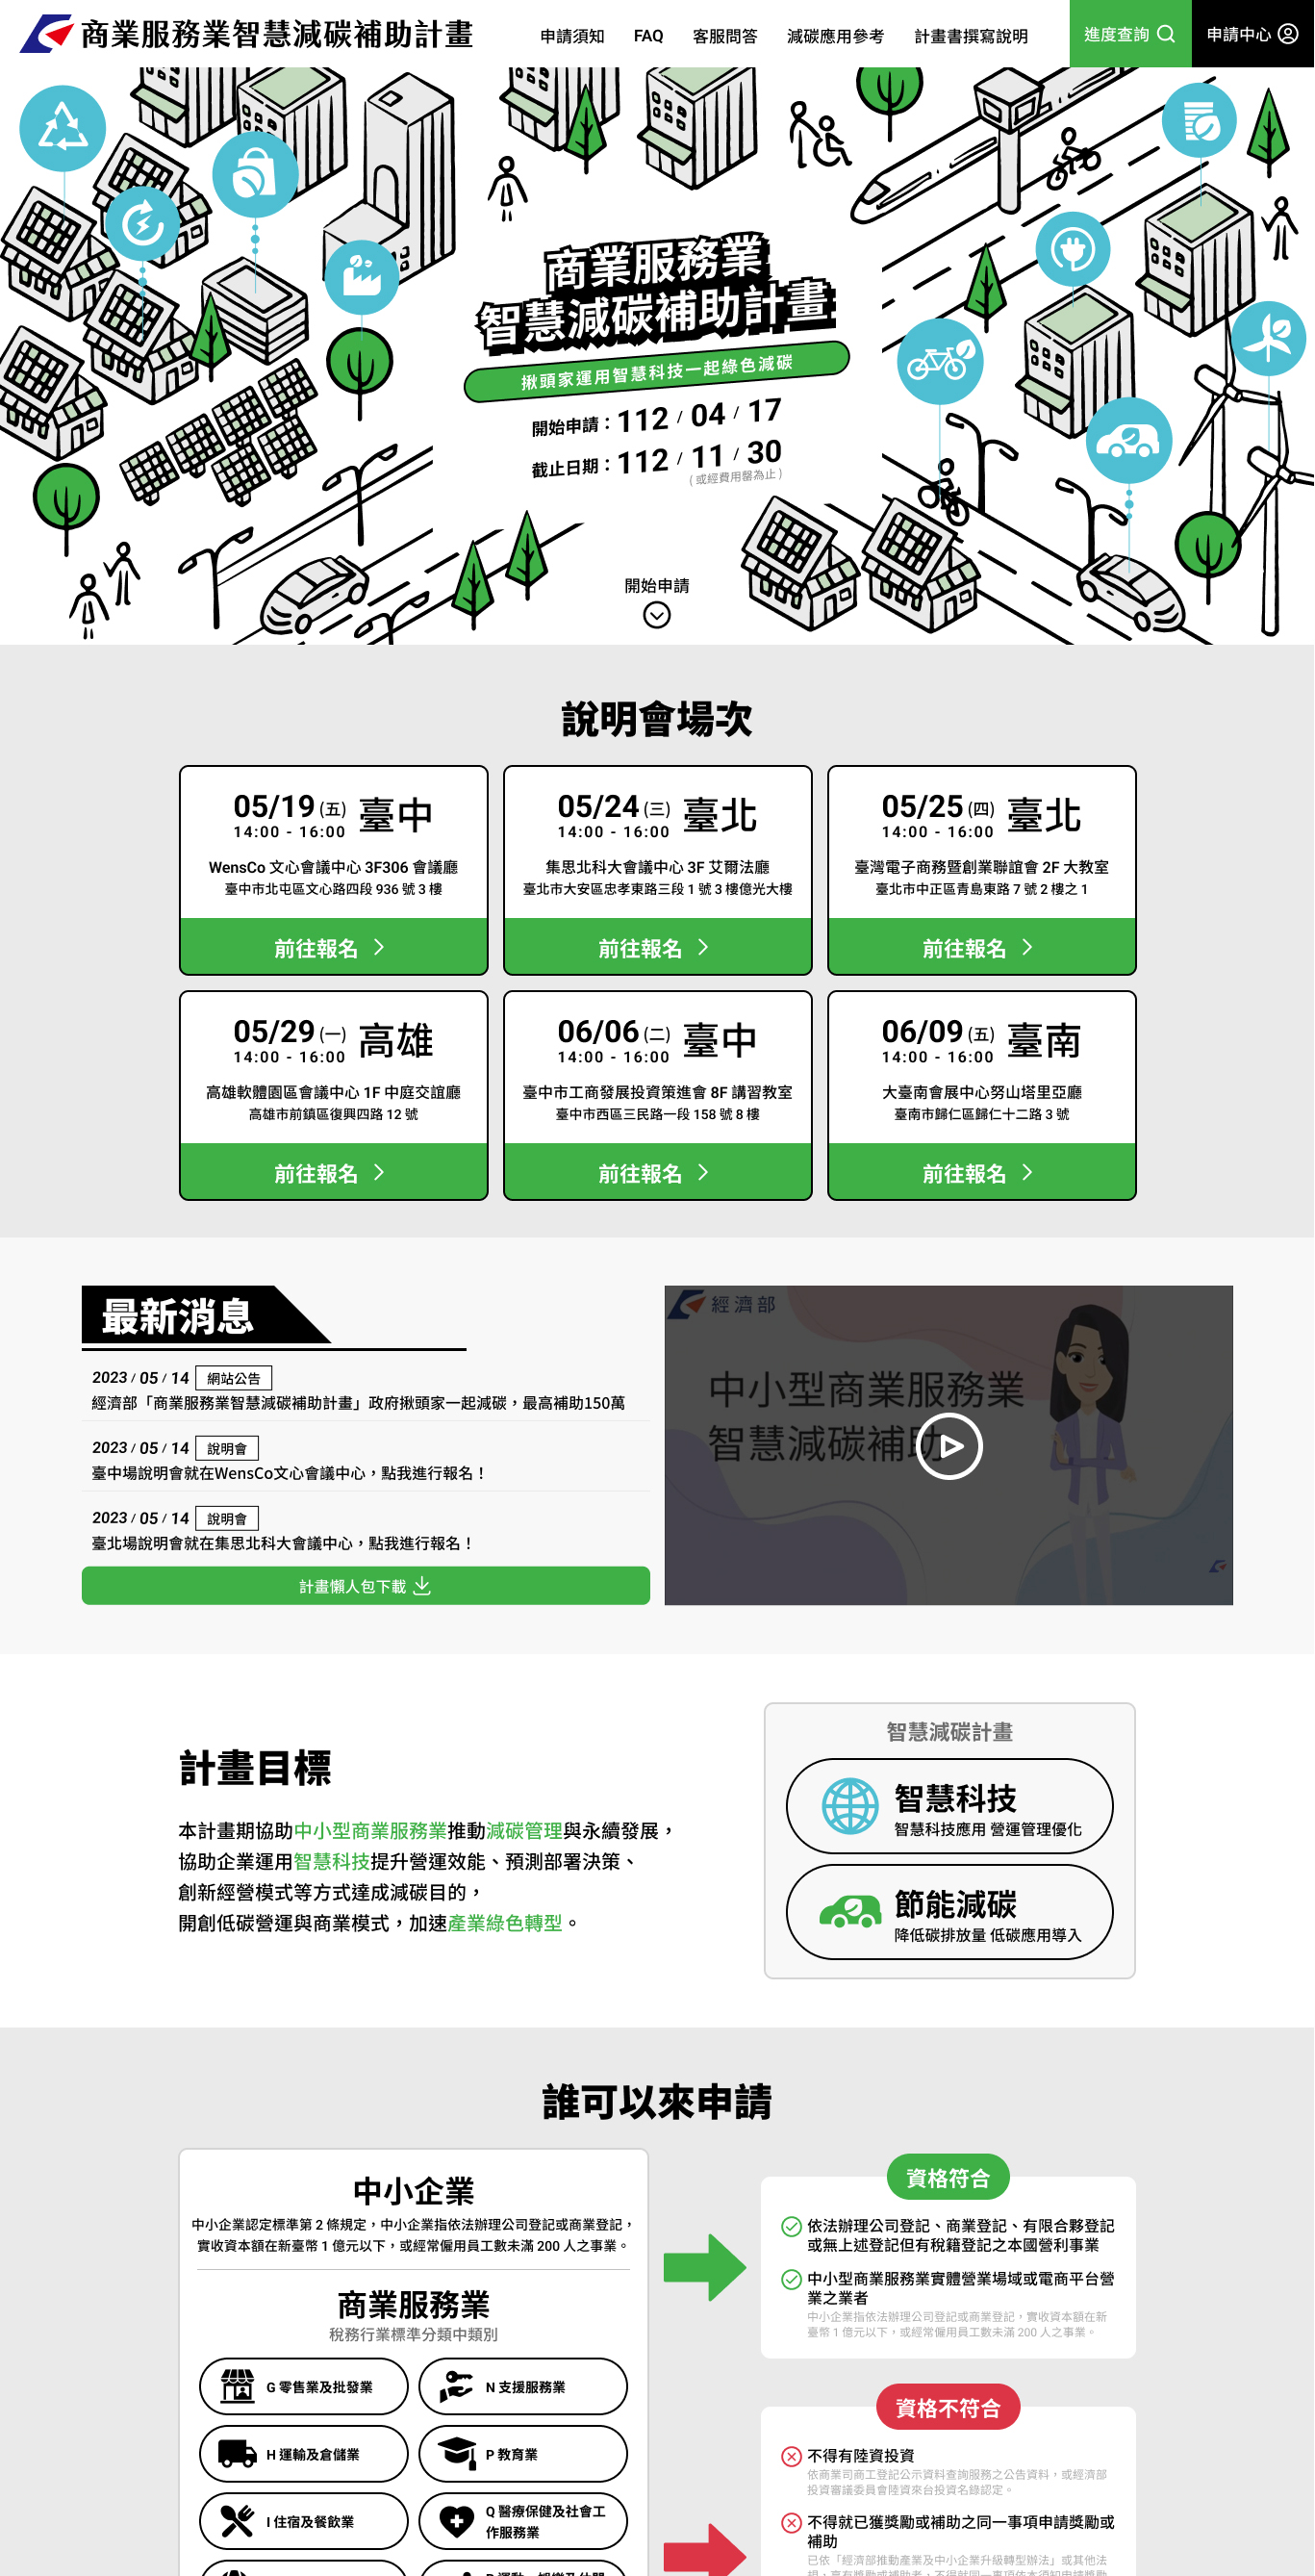 商業服務業智慧減碳補助計畫
申請須知
FAQ
客服問答
減碳應用參考
計畫書撰寫說明
進度查詢
申請中心
商業服務業
智慧減碳補助計畫
揪頭家運用智慧科技一起綠色減碳
開始申請：112 / 04 / 17
截止日期：112 / 11 / 30
( 或經費用罄為止 )
開始申請
說明會場次
05/19 (五) 臺中
14:00 - 16:00
WensCo 文心會議中心 3F306 會議廳
臺中市北屯區文心路四段 936 號 3 樓
前往報名
05/24 (三) 臺北
14:00 - 16:00
集思北科大會議中心 3F 艾爾法廳
臺北市大安區忠孝東路三段 1 號 3 樓億光大樓
前往報名
05/25 (四) 臺北
14:00 - 16:00
臺灣電子商務暨創業聯誼會 2F 大教室
臺北市中正區青島東路 7 號 2 樓之 1
前往報名
05/29 (一) 高雄
14:00 - 16:00
高雄軟體園區會議中心 1F 中庭交誼廳
高雄市前鎮區復興四路 12 號
前往報名
06/06 (二) 臺中
14:00 - 16:00
臺中市工商發展投資策進會 8F 講習教室
臺中市西區三民路一段 158 號 8 樓
前往報名
06/09 (五) 臺南
14:00 - 16:00
大臺南會展中心努山塔里亞廳
臺南市歸仁區歸仁十二路 3 號
前往報名
最新消息
2023 / 05 / 14 網站公告
經濟部「商業服務業智慧減碳補助計畫」政府揪頭家一起減碳，最高補助150萬
2023 / 05 / 14 說明會
臺中場說明會就在WensCo文心會議中心，點我進行報名！
2023 / 05 / 14 說明會
臺北場說明會就在集思北科大會議中心，點我進行報名！
計畫懶人包下載
經濟部
中小型商業服務業
智慧減碳補助
計畫目標
本計畫期協助中小型商業服務業推動減碳管理與永續發展，
協助企業運用智慧科技提升營運效能、預測部署決策、
創新經營模式等方式達成減碳目的，
開創低碳營運與商業模式，加速產業綠色轉型。
智慧減碳計畫
智慧科技
智慧科技應用 營運管理優化
節能減碳
降低碳排放量 低碳應用導入
誰可以來申請
中小企業
中小企業認定標準第 2 條規定，中小企業指依法辦理公司登記或商業登記，
實收資本額在新臺幣 1 億元以下，或經常僱用員工數未滿 200 人之事業。
商業服務業
稅務行業標準分類中類別
G 零售業及批發業
N 支援服務業
H 運輸及倉儲業
P 教育業
I 住宿及餐飲業
Q 醫療保健及社會工
作服務業
資格符合
依法辦理公司登記、商業登記、有限合夥登記
或無上述登記但有稅籍登記之本國營利事業
中小型商業服務業實體營業場域或電商平台營
業之業者
中小企業指依法辦理公司登記或商業登記，實收資本額在新
臺幣 1 億元以下，或經常僱用員工數未滿 200 人之事業。
資格不符合
不得有陸資投資
依商業司商工登記公示資料查詢服務之公告資料，或經濟部
投資審議委員會陸資來台投資名錄認定。
不得就已獲獎勵或補助之同一事項申請獎勵或
補助
已依「經濟部推動產業及中小企業升級轉型辦法」或其他法